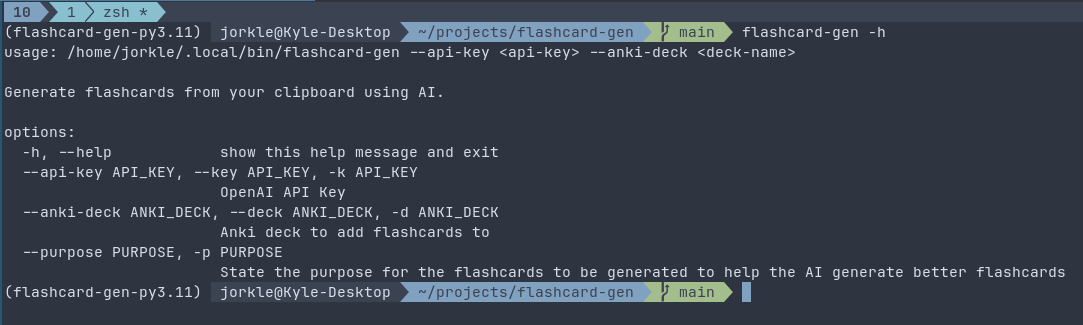 10 1 zsh *
(flashcard-gen-py3.11) jorkle@Kyle-Desktop ~/projects/flashcard-gen main flashcard-gen -h
usage: /home/jorkle/.local/bin/flashcard-gen --api-key <api-key> --anki-deck <deck-name>
Generate flashcards from your clipboard using AI.
options:
-h, --help show this help message and exit
--api-key API_KEY, --key API_KEY, -k API_KEY
OpenAI API Key
--anki-deck ANKI_DECK, --deck ANKI_DECK, -d ANKI_DECK
Anki deck to add flashcards to
--purpose PURPOSE, -p PURPOSE
State the purpose for the flashcards to be generated to help the AI generate better flashcards
(flashcard-gen-py3.11) jorkle@Kyle-Desktop ~/projects/flashcard-gen main